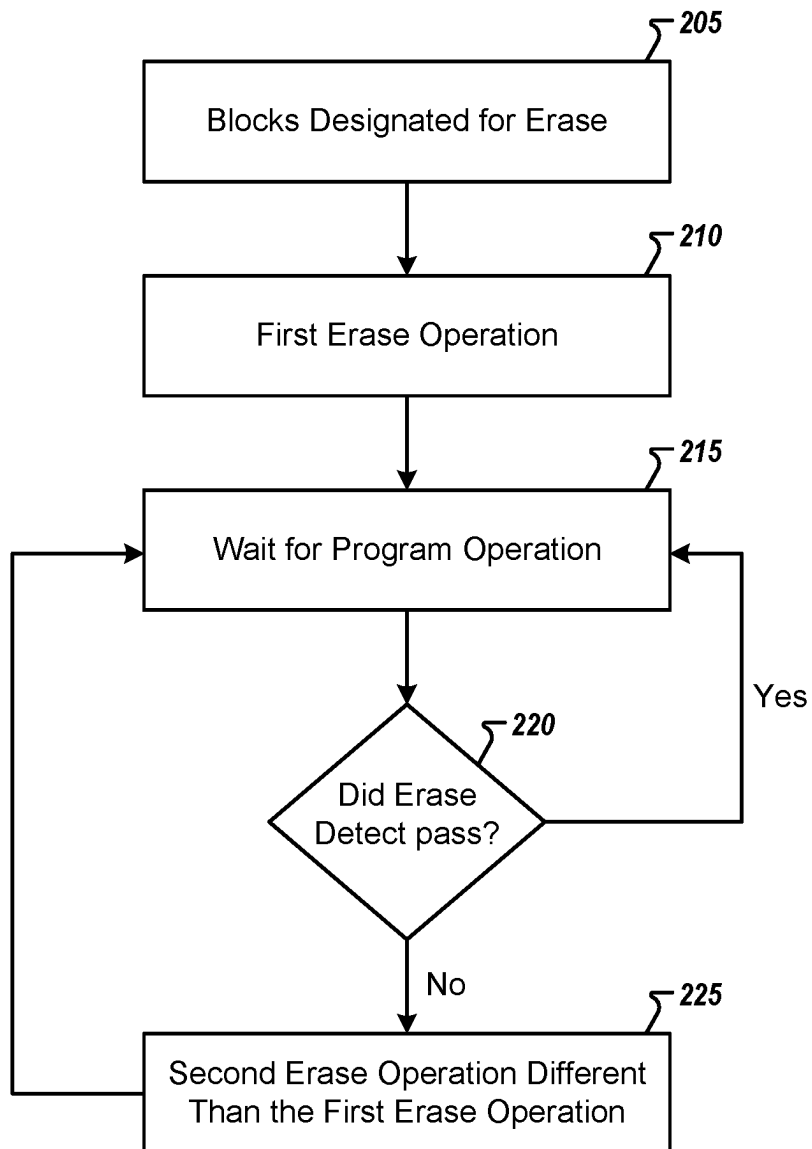 205
Blocks Designated for Erase
210
First Erase Operation
215
Wait for Program Operation
Yes
220
Did Erase
Detect pass?
No
225
Second Erase Operation Different
Than the First Erase Operation